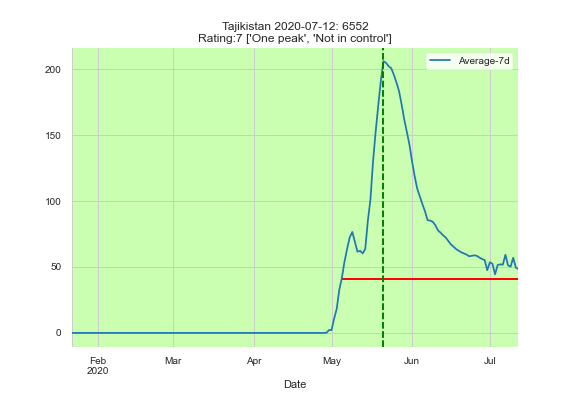 Tajikistan 2020-07-12: 6552
Rating:7 ['One peak', 'Not in control']
Average-7d
200
150
100
50
0
Feb Mar Apr May Jun Jul
2020
Date